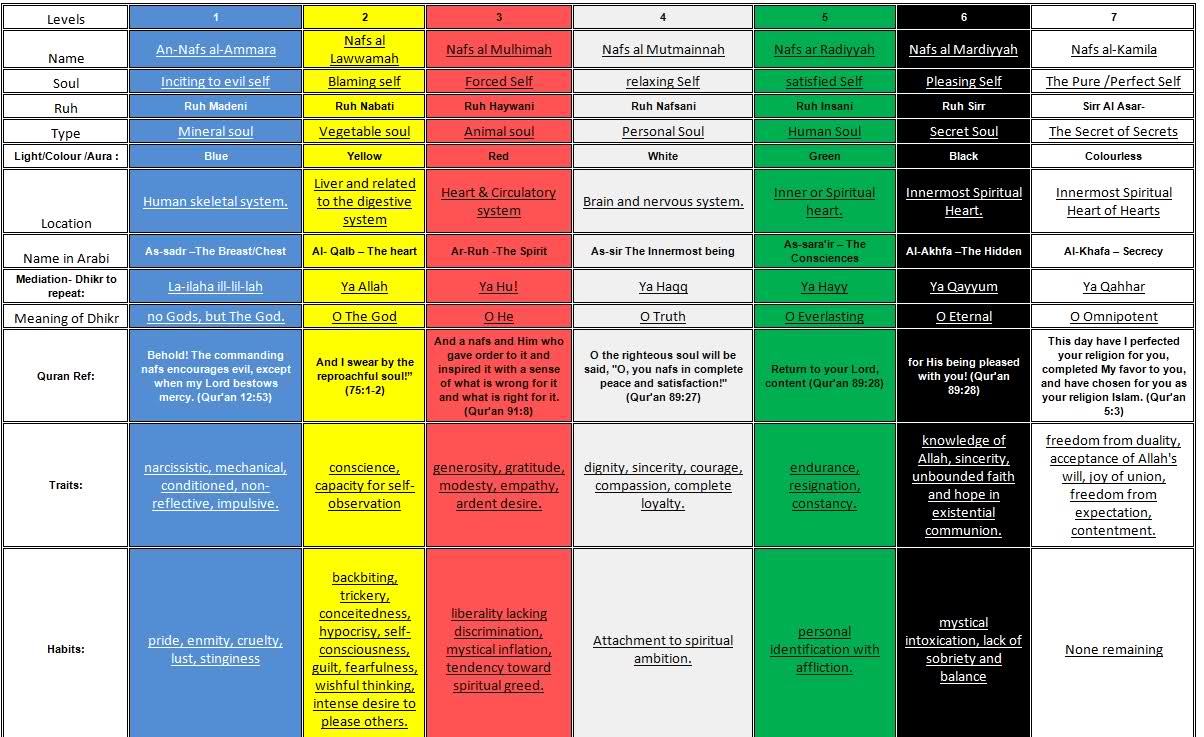 Levels 1 2 3 4 5 6 7
Name An-Nafs al-Ammara Nafs al Lawwamah Nafs al Mulhimah Nafs al Mutmainnah Nafs ar Radiyyah Nafs al Mardiyyah Nafs al-Kamila
Soul Inciting to evil self Blaming self Forced Self relaxing Self satisfied Self Pleasing Self The Pure /Perfect Self
Ruh Ruh Madeni Ruh Nabati Ruh Haywani Ruh Nafsani Ruh Insani Ruh Sirr Sirr Al Asar-
Type Mineral soul Vegetable soul Animal soul Personal Soul Human Soul Secret Soul The Secret of Secrets
Light/Colour /Aura : Blue Yellow Red White Green Black Colourless
Location
Human skeletal system.
Liver and related
to the digestive
system
Heart & Circulatory
system
Brain and nervous system.
Inner or Spiritual
heart.
Innermost Spiritual
Heart.
Innermost Spiritual
Heart of Hearts
Name in Arabi
As-sadr –The Breast/Chest
Al- Qalb – The heart
Ar-Ruh -The Spirit
As-sir The Innermost being
As-sara'ir – The
Consciences
Al-Akhfa –The Hidden
Al-Khafa – Secrecy
Mediation- Dhikr to
repeat:
La-ilaha ill-lil-lah
Ya Allah
Ya Hu!
Ya Haqq
Ya Hayy
Ya Qayyum
Ya Qahhar
Meaning of Dhikr no Gods, but The God. O The God O He O Truth O Everlasting O Eternal O Omnipotent
Quran Ref:
Behold! The commanding
nafs encourages evil, except
when my Lord bestows
mercy. (Qur'an 12:53)
And I swear by the
reproachful soul!”
(75:1-2)
And a nafs and Him who
gave order to it and
inspired it with a sense
of what is wrong for it
and what is right for it.
(Qur'an 91:8)
O the righteous soul will be
said, "O, you nafs in complete
peace and satisfaction!"
(Qur'an 89:27)
Return to your Lord,
content (Qur'an 89:28)
for His being pleased
with you! (Qur'an
89:28)
This day have I perfected
your religion for you,
completed My favor to you,
and have chosen for you as
your religion Islam. (Qur'an
5:3)
Traits:
narcissistic, mechanical,
conditioned, non-
reflective, impulsive.
conscience,
capacity for self-
observation
generosity, gratitude,
modesty, empathy,
ardent desire.
dignity, sincerity, courage,
compassion, complete
loyalty.
endurance,
resignation,
constancy.
knowledge of
Allah, sincerity,
unbounded faith
and hope in
existential
communion.
freedom from duality,
acceptance of Allah's
will, joy of union,
freedom from
expectation,
contentment.
Habits:
pride, enmity, cruelty,
lust, stinginess
backbiting,
trickery,
conceitedness,
hypocrisy, self-
consciousness,
guilt, fearfulness,
wishful thinking,
intense desire to
please others.
liberality lacking
discrimination,
mystical inflation,
tendency toward
spiritual greed.
Attachment to spiritual
ambition.
personal
identification with
affliction.
mystical
intoxication, lack of
sobriety and
balance
None remaining